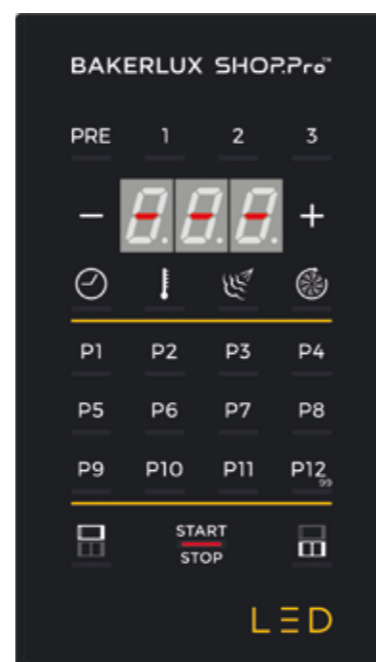 BAKERLUX SHOP.Pro™
PRE 1 2 3
- --- +
P1 P2 P3 P4
P5 P6 P7 P8
P9 P10 P11 P12
99
START
STOP
LED